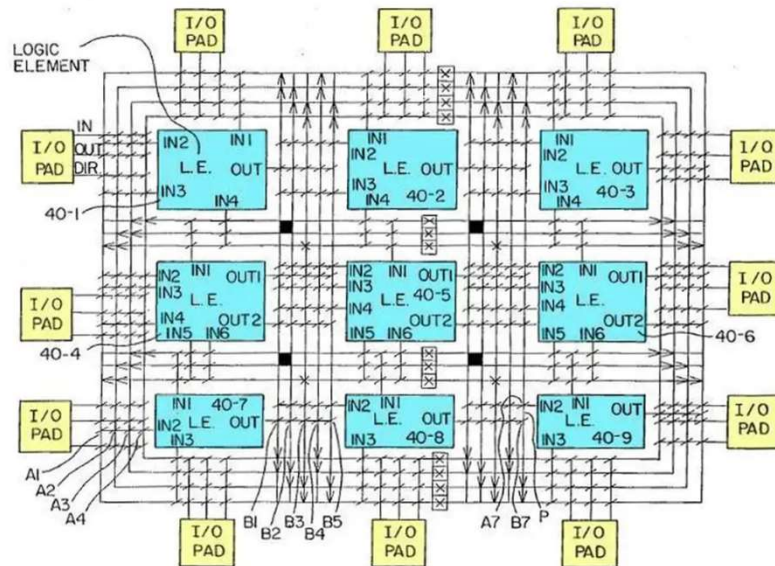 I/O PAD
I/O PAD
I/O PAD
LOGIC
ELEMENT
I/O PAD
IN
OUT
DIR
IN2 IN1
L.E. OUT
IN3 IN4
40-1
IN1
IN2
L.E. OUT
IN3
IN4 40-2
IN1
IN2
L.E. OUT
IN3 40-3
IN4
I/O PAD
I/O PAD
IN2 IN1 OUT1
IN3
L.E.
IN4 OUT2
IN5 IN6
40-4
IN2 IN1 OUT1
IN3
L.E. 40-5
IN4
OUT2
IN5 IN6
IN2 IN1 OUT1
IN3
IN4 L.E.
OUT2
IN5 IN6
40-6
I/O PAD
I/O PAD
IN1 40-7
IN2 L.E. OUT
IN3
IN2 IN1 OUT
L.E.
IN3 40-8
IN2 IN1 OUT
L.E.
IN3 40-9
I/O PAD
A1
A2
A3
A4
B1
B2
B3
B4
B5
A7
B7
P
I/O PAD
I/O PAD
I/O PAD